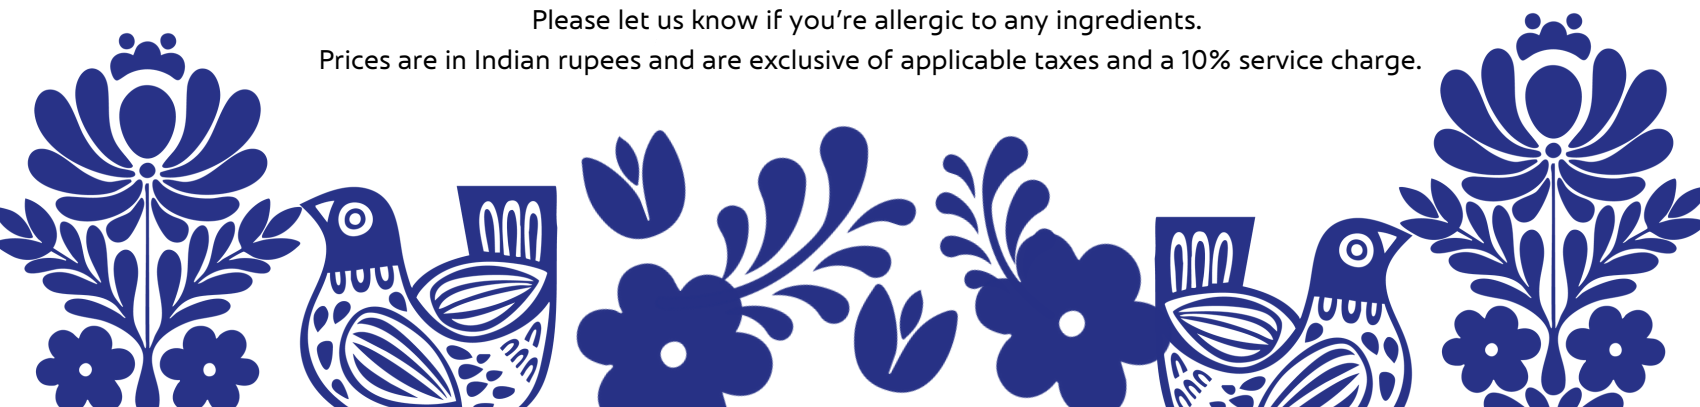 Please let us know if you’re allergic to any ingredients.
Prices are in Indian rupees and are exclusive of applicable taxes and a 10% service charge.